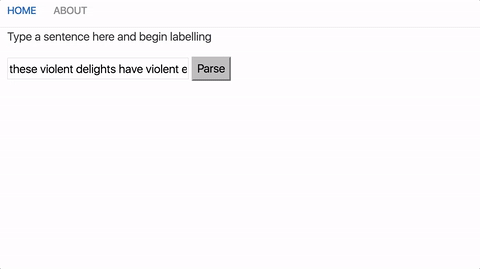 HOME ABOUT
Type a sentence here and begin labelling
these violent delights have violent e Parse